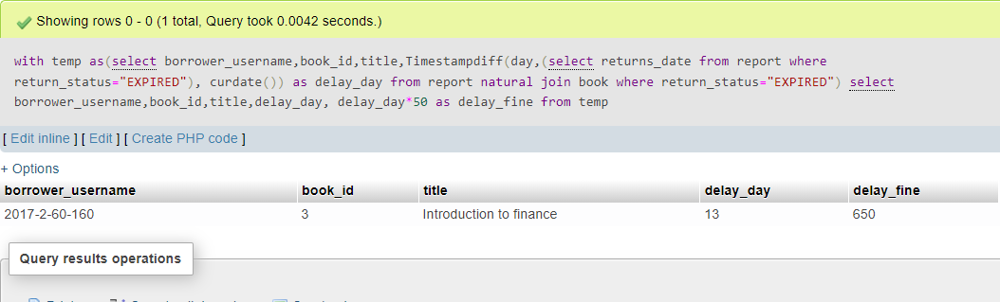 Showing rows 0 - 0 (1 total, Query took 0.0042 seconds.)
with temp as(select borrower_username,book_id,title,Timestampdiff(day,(select returns_date from report where
return_status="EXPIRED"), curdate()) as delay_day from report natural join book where return_status="EXPIRED") select
borrower_username,book_id,title,delay_day, delay_day*50 as delay_fine from temp
[ Edit inline ] [ Edit ] [ Create PHP code ]
+ Options
borrower_username book_id title delay_day delay_fine
2017-2-60-160 3 Introduction to finance 13 650
Query results operations